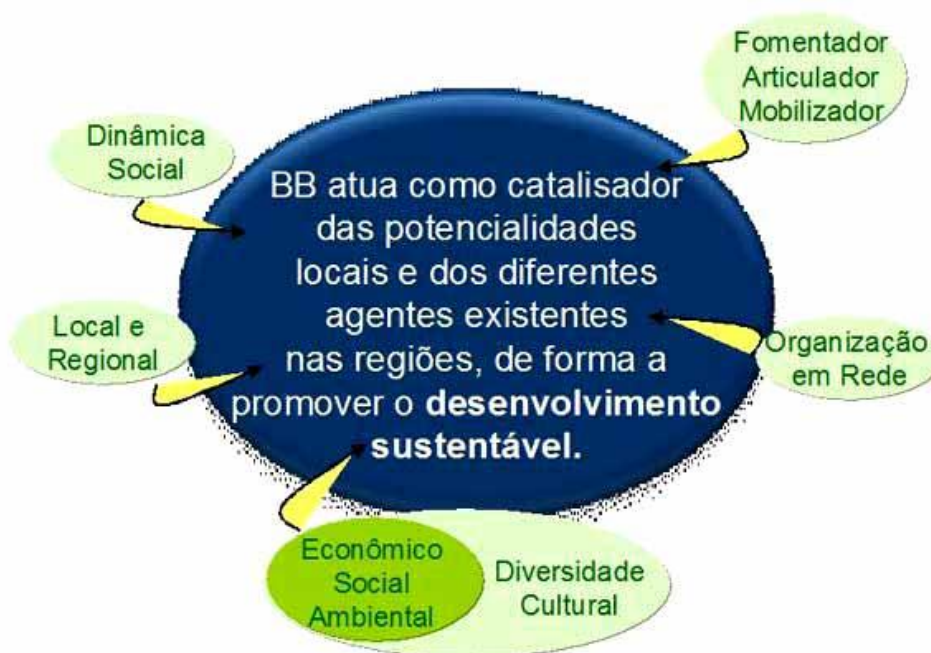 Fomentador
Articulador
Mobilizador
Dinâmica
Social
BB atua como catalisador
das potencialidades
locais e dos diferentes
agentes existentes
nas regiões, de forma a
promover o desenvolvimento
sustentável.
Local e
Regional
Organização
em Rede
Econômico
Social
Ambiental
Diversidade
Cultural